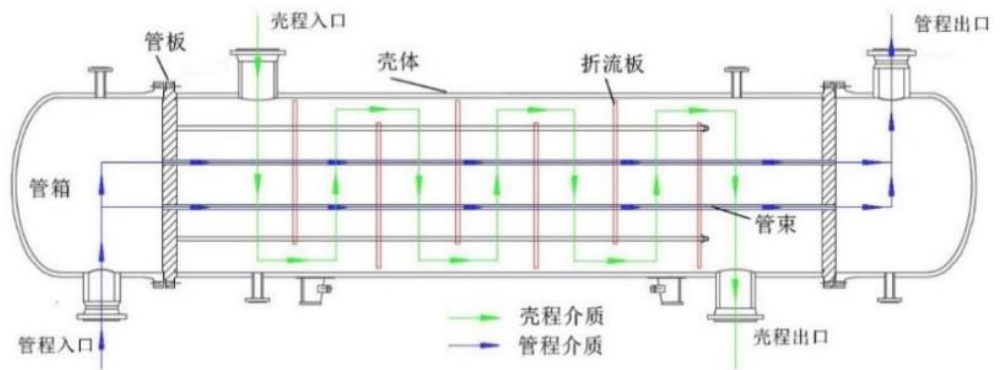 壳程入口
管程出口
管板
壳体
折流板
管箱
管束
管程入口
壳程介质
管程介质
壳程出口